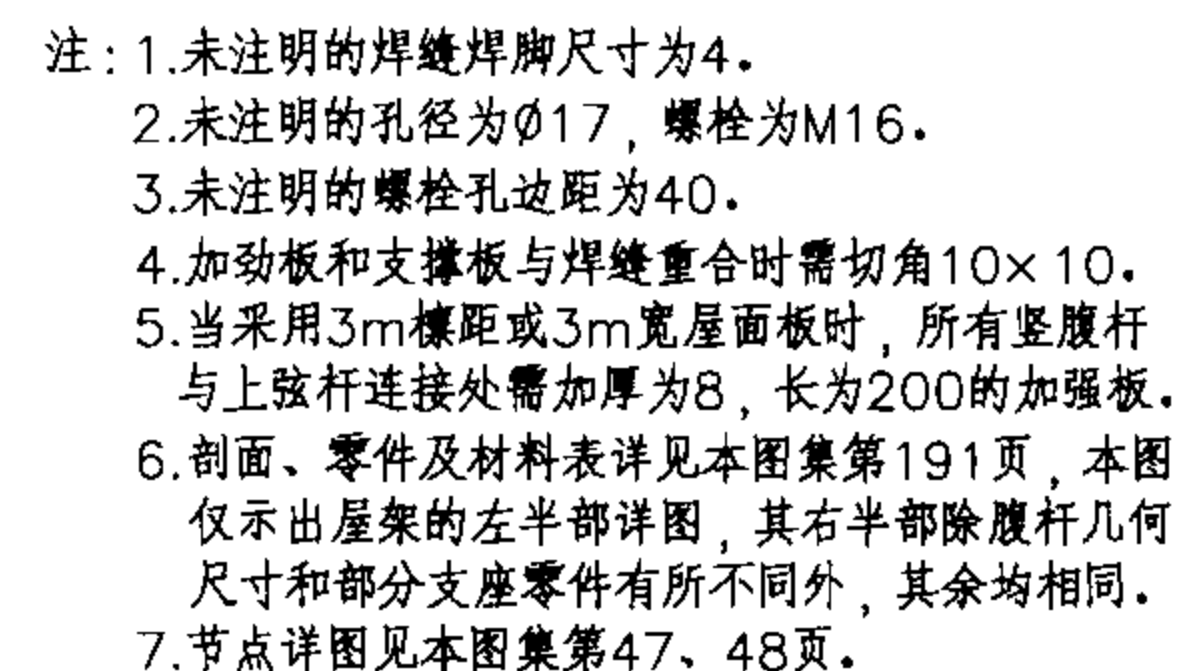 注：1.未注明的焊缝焊脚尺寸为4。
2.未注明的孔径为Ø17，螺栓为M16。
3.未注明的螺栓孔边距为40。
4.加劲板和支撑板与焊缝重合时需切角10×10。
5.当采用3m檩距或3m宽屋面板时，所有竖腹杆
与上弦杆连接处需加厚为8，长为200的加强板。
6.剖面、零件及材料表详见本图集第191页，本图
仅示出屋架的左半部详图，其右半部除腹杆几何
尺寸和部分支座零件有所不同外，其余均相同。
7.节点详图见本图集第47、48页。